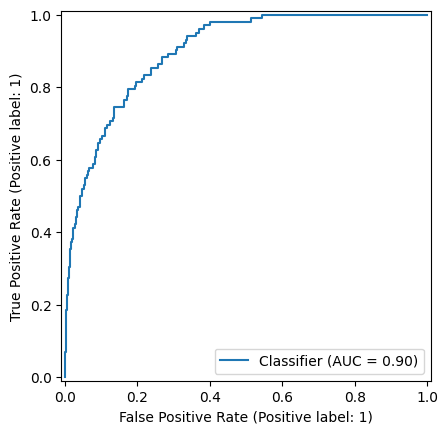 1.0
0.8
0.6
0.4
0.2
0.0
True Positive Rate (Positive label: 1)
Classifier (AUC = 0.90)
0.0 0.2 0.4 0.6 0.8 1.0
False Positive Rate (Positive label: 1)